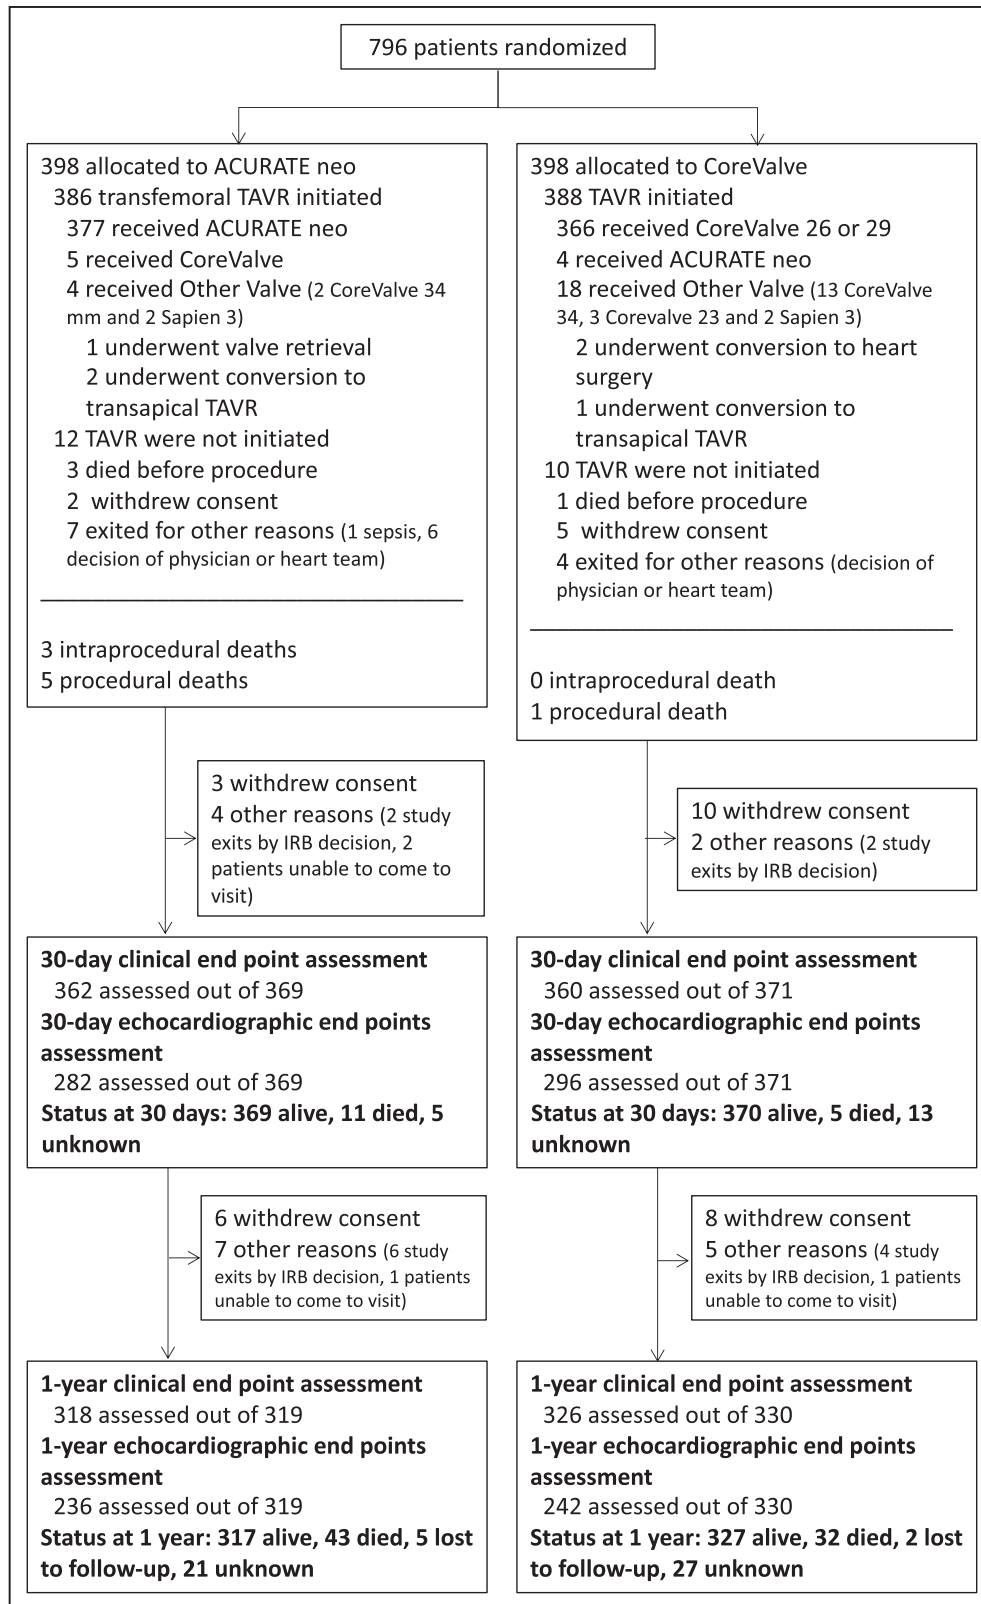 796 patients randomized
398 allocated to ACURATE neo
386 transfemoral TAVR initiated
377 received ACURATE neo
5 received CoreValve
4 received Other Valve (2 CoreValve 34
mm and 2 Sapien 3)
1 underwent valve retrieval
2 underwent conversion to
transapical TAVR
12 TAVR were not initiated
3 died before procedure
2 withdrew consent
7 exited for other reasons (1 sepsis, 6
decision of physician or heart team)
3 intraprocedural deaths
5 procedural deaths
398 allocated to CoreValve
388 TAVR initiated
366 received CoreValve 26 or 29
4 received ACURATE neo
18 received Other Valve (13 CoreValve
34, 3 Corevalve 23 and 2 Sapien 3)
2 underwent conversion to heart
surgery
1 underwent conversion to
transapical TAVR
10 TAVR were not initiated
1 died before procedure
5 withdrew consent
4 exited for other reasons (decision of
physician or heart team)
0 intraprocedural death
1 procedural death
3 withdrew consent
4 other reasons (2 study
exits by IRB decision, 2
patients unable to come to
visit)
10 withdrew consent
2 other reasons (2 study
exits by IRB decision)
30-day clinical end point assessment
362 assessed out of 369
30-day echocardiographic end points
assessment
282 assessed out of 369
Status at 30 days: 369 alive, 11 died, 5
unknown
30-day clinical end point assessment
360 assessed out of 371
30-day echocardiographic end points
assessment
296 assessed out of 371
Status at 30 days: 370 alive, 5 died, 13
unknown
6 withdrew consent
7 other reasons (6 study
exits by IRB decision, 1 patients
unable to come to visit)
8 withdrew consent
5 other reasons (4 study
exits by IRB decision, 1 patients
unable to come to visit)
1-year clinical end point assessment
318 assessed out of 319
1-year echocardiographic end points
assessment
236 assessed out of 319
Status at 1 year: 317 alive, 43 died, 5 lost
to follow-up, 21 unknown
1-year clinical end point assessment
326 assessed out of 330
1-year echocardiographic end points
assessment
242 assessed out of 330
Status at 1 year: 327 alive, 32 died, 2 lost
to follow-up, 27 unknown